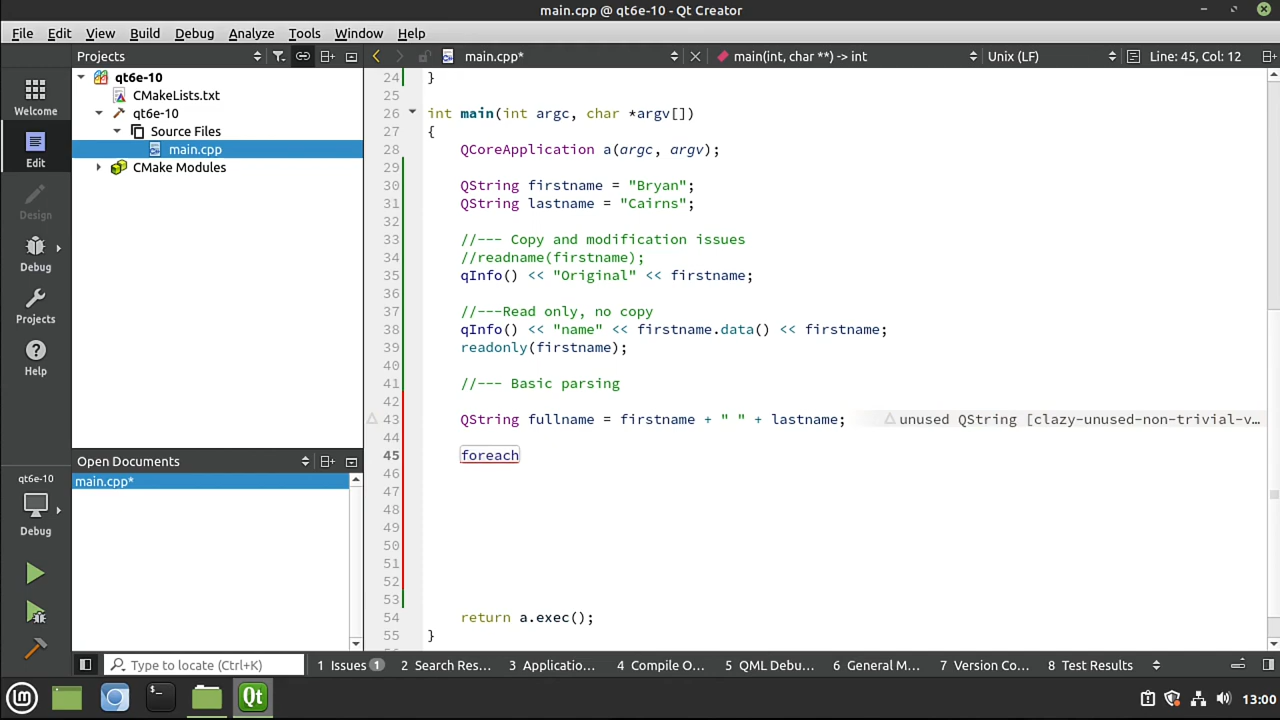 main.cpp @ qt6e-10 - Qt Creator
File Edit View Build Debug Analyze Tools Window Help
Projects main.cpp* main(int, char **) -> int Unix (LF) Line: 45, Col: 12
Welcome
Edit
Design
Debug
Projects
Help
qt6e-10
Debug
qt6e-10
CMakeLists.txt
qt6e-10
Source Files
main.cpp
CMake Modules
Open Documents
main.cpp*
24 }
25
26 int main(int argc, char *argv[])
27 {
28 QCoreApplication a(argc, argv);
29
30 QString firstname = "Bryan";
31 QString lastname = "Cairns";
32
33 //--- Copy and modification issues
34 //readname(firstname);
35 qInfo() << "Original" << firstname;
36
37 //---Read only, no copy
38 qInfo() << "name" << firstname.data() << firstname;
39 readonly(firstname);
40
41 //--- Basic parsing
42
43 QString fullname = firstname + " " + lastname; unused QString [clazy-unused-non-trivial-v...
44
45 foreach
46
47
48
49
50
51
52
53
54 return a.exec();
55 }
Type to locate (Ctrl+K) 1 Issues 1 2 Search Res... 3 Applicatio... 4 Compile O... 5 QML Debu... 6 General M... 7 Version Co... 8 Test Results
13:00